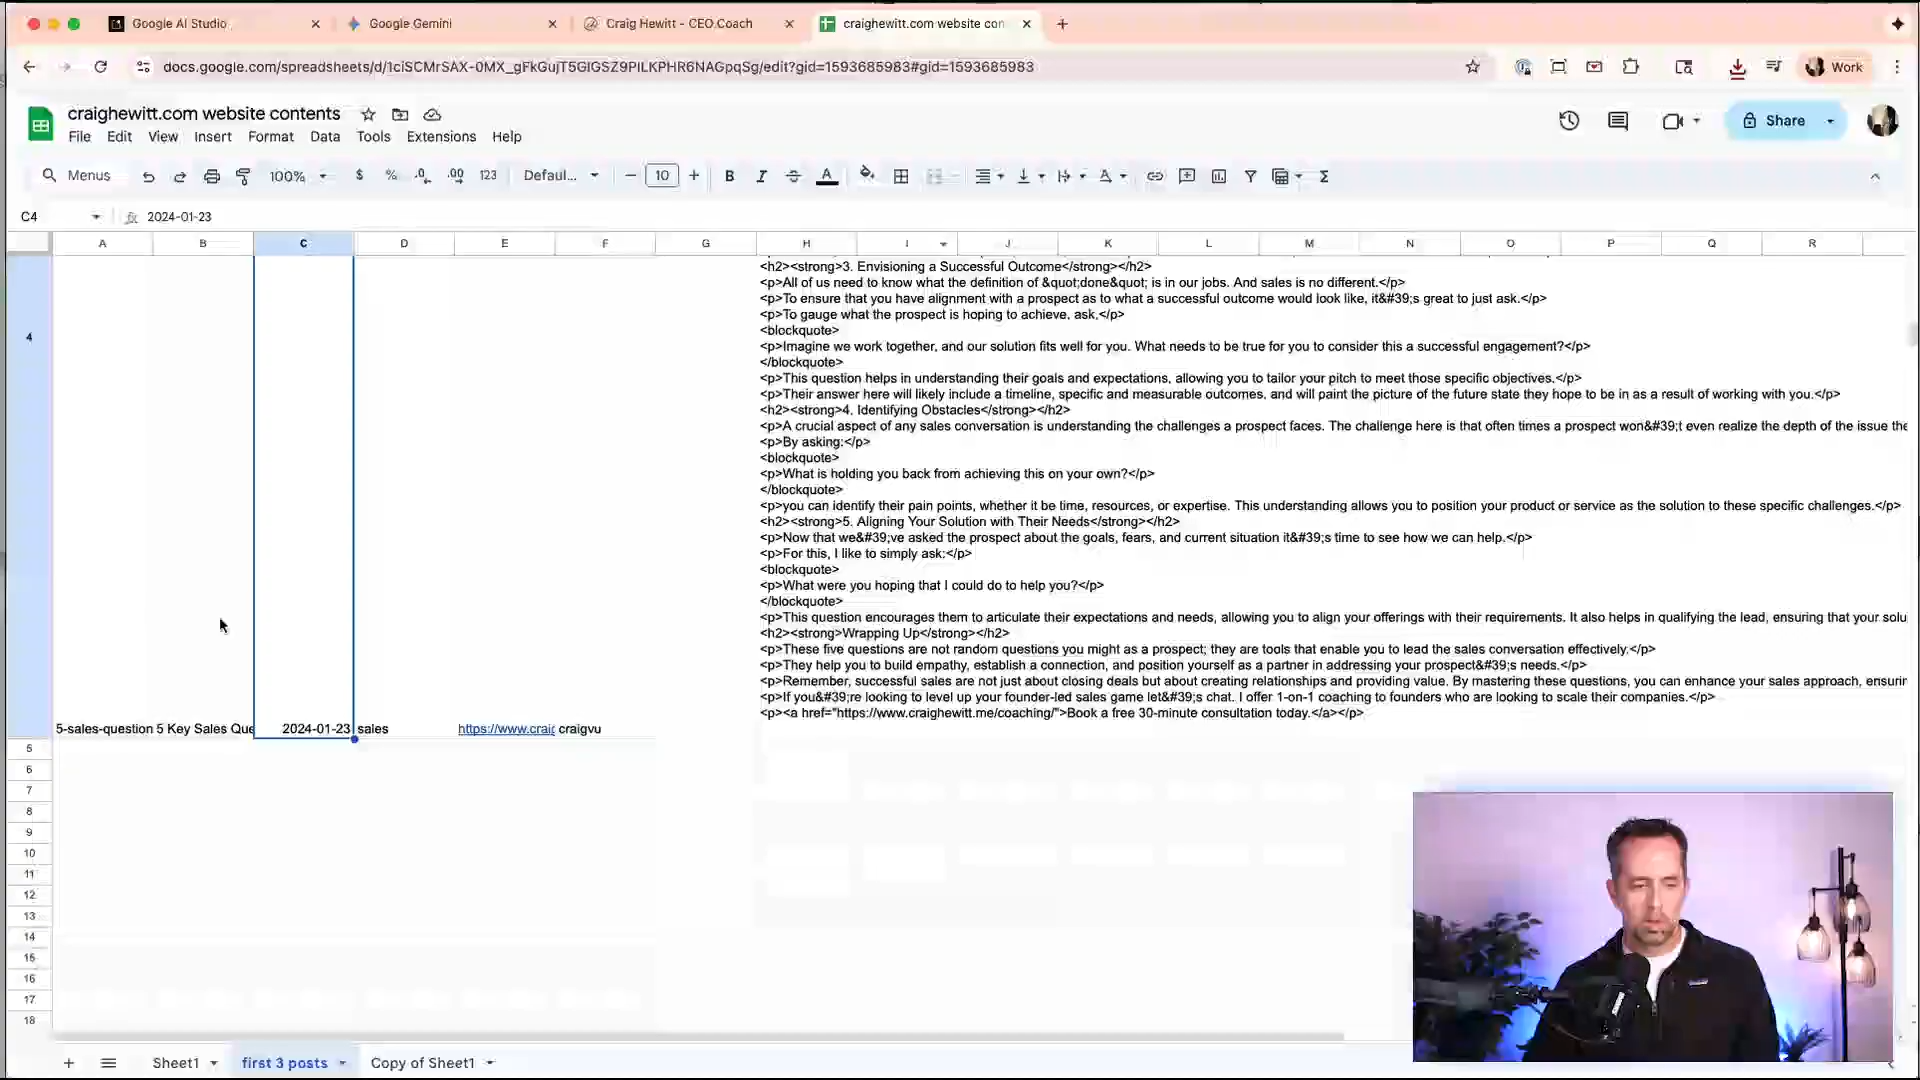 Google AI Studio
Google Gemini
Craig Hewitt - CEO Coach
craighewitt.com website con
docs.google.com/spreadsheets/d/1ciSCMrSAX-0MX_gFkGujT5GIGSZ9PILKPHR6NAGpqSg/edit?gid=1593685983#gid=1593685983
Work
craighewitt.com website contents
File Edit View Insert Format Data Tools Extensions Help
Share
Menus
100%
$ % .0 .00 123
Defaul...
10
B I A
C4
fx 2024-01-23
A B C D E F G H I J K L M N O P Q R
<h2><strong>3. Envisioning a Successful Outcome</strong></h2>
<p>All of us need to know what the definition of &quot;done&quot; is in our jobs. And sales is no different.</p>
<p>To ensure that you have alignment with a prospect as to what a successful outcome would look like, it&#39;s great to just ask.</p>
<p>To gauge what the prospect is hoping to achieve, ask,</p>
4
<blockquote>
<p>Imagine we work together, and our solution fits well for you. What needs to be true for you to consider this a successful engagement?</p>
</blockquote>
<p>This question helps in understanding their goals and expectations, allowing you to tailor your pitch to meet those specific objectives.</p>
<p>Their answer here will likely include a timeline, specific and measurable outcomes, and will paint the picture of the future state they hope to be in as a result of working with you.</p>
<h2><strong>4. Identifying Obstacles</strong></h2>
<p>A crucial aspect of any sales conversation is understanding the challenges a prospect faces. The challenge here is that often times a prospect won&#39;t even realize the depth of the issue the
<p>By asking:</p>
<blockquote>
<p>What is holding you back from achieving this on your own?</p>
</blockquote>
<p>you can identify their pain points, whether it be time, resources, or expertise. This understanding allows you to position your product or service as the solution to these specific challenges.</p>
<h2><strong>5. Aligning Your Solution with Their Needs</strong></h2>
<p>Now that we&#39;ve asked the prospect about the goals, fears, and current situation it&#39;s time to see how we can help.</p>
<p>For this, I like to simply ask:</p>
<blockquote>
<p>What were you hoping that I could do to help you?</p>
</blockquote>
<p>This question encourages them to articulate their expectations and needs, allowing you to align your offerings with their requirements. It also helps in qualifying the lead, ensuring that your solu
<h2><strong>Wrapping Up</strong></h2>
<p>These five questions are not random questions you might as a prospect; they are tools that enable you to lead the sales conversation effectively.</p>
<p>They help you to build empathy, establish a connection, and position yourself as a partner in addressing your prospect&#39;s needs.</p>
<p>Remember, successful sales are not just about closing deals but about creating relationships and providing value. By mastering these questions, you can enhance your sales approach, ensurin
<p>If you&#39;re looking to level up your founder-led sales game let&#39;s chat. I offer 1-on-1 coaching to founders who are looking to scale their companies.</p>
<p><a href="https://www.craighewitt.me/coaching/">Book a free 30-minute consultation today.</a></p>
5-sales-question 5 Key Sales Que 2024-01-23 sales https://www.craig craigvu
5
6
7
8
9
10
11
12
13
14
15
16
17
18
Sheet1
first 3 posts
Copy of Sheet1